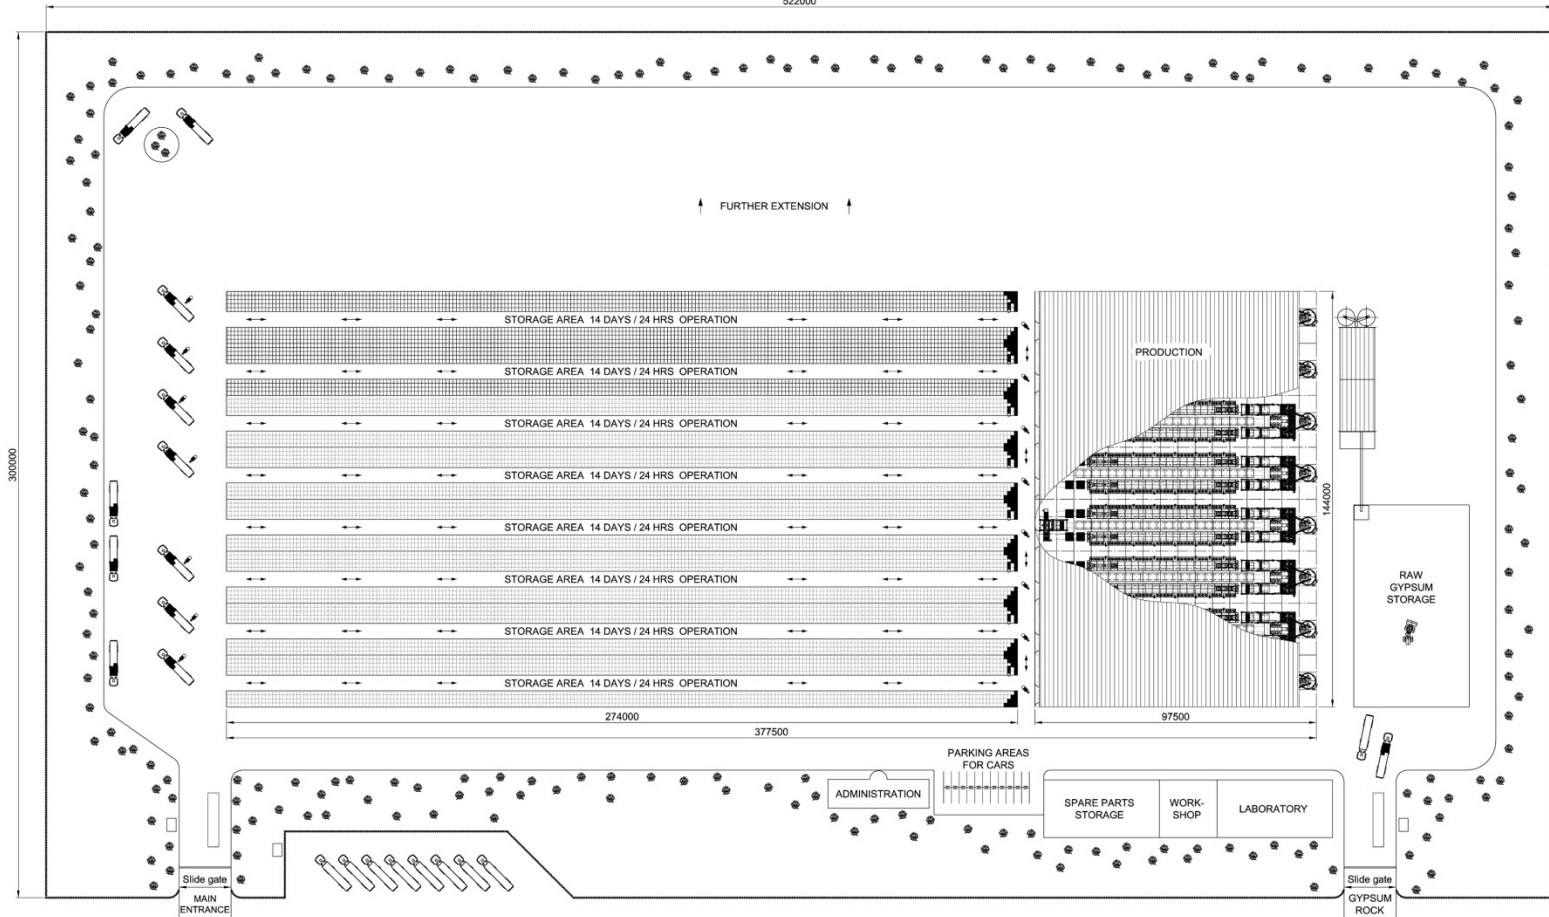 522000
FURTHER EXTENSION
STORAGE AREA 14 DAYS / 24 HRS OPERATION
PRODUCTION
STORAGE AREA 14 DAYS / 24 HRS OPERATION
STORAGE AREA 14 DAYS / 24 HRS OPERATION
300000
STORAGE AREA 14 DAYS / 24 HRS OPERATION
144000
STORAGE AREA 14 DAYS / 24 HRS OPERATION
STORAGE AREA 14 DAYS / 24 HRS OPERATION
RAW
GYPSUM
STORAGE
STORAGE AREA 14 DAYS / 24 HRS OPERATION
STORAGE AREA 14 DAYS / 24 HRS OPERATION
274000
97500
377500
PARKING AREAS
FOR CARS
ADMINISTRATION
SPARE PARTS
STORAGE
WORK-
SHOP
LABORATORY
Slide gate
MAIN
ENTRANCE
Slide gate
GYPSUM
ROCK